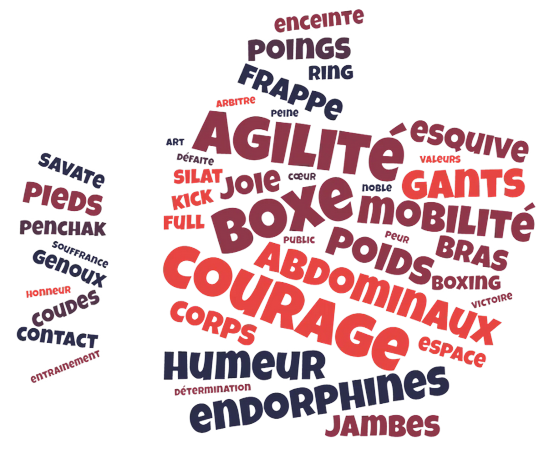 enceinte
POINGS
RING
FRAPPE
ARBITRE
PEINE
AGILITÉ
esquive
ART
DÉFAITE
VALEURS
SILAT
JOIE
CŒUR
NOBLE
GANTS
KICK
BOXE
MOBILITÉ
FULL
PUBLIC
POIDS
PEUR
BRAS
SAVATE
PIEDS
PENCHAK
SOUFFRANCE
GENOUX
HONNEUR
COUDES
CONTACT
ENTRAINEMENT
COURAGE
ABDOMINAUX
BOXING
VICTOIRE
CORPS
ESPACE
HUMEUR
DÉTERMINATION
ENDORPHINES
JAMBES